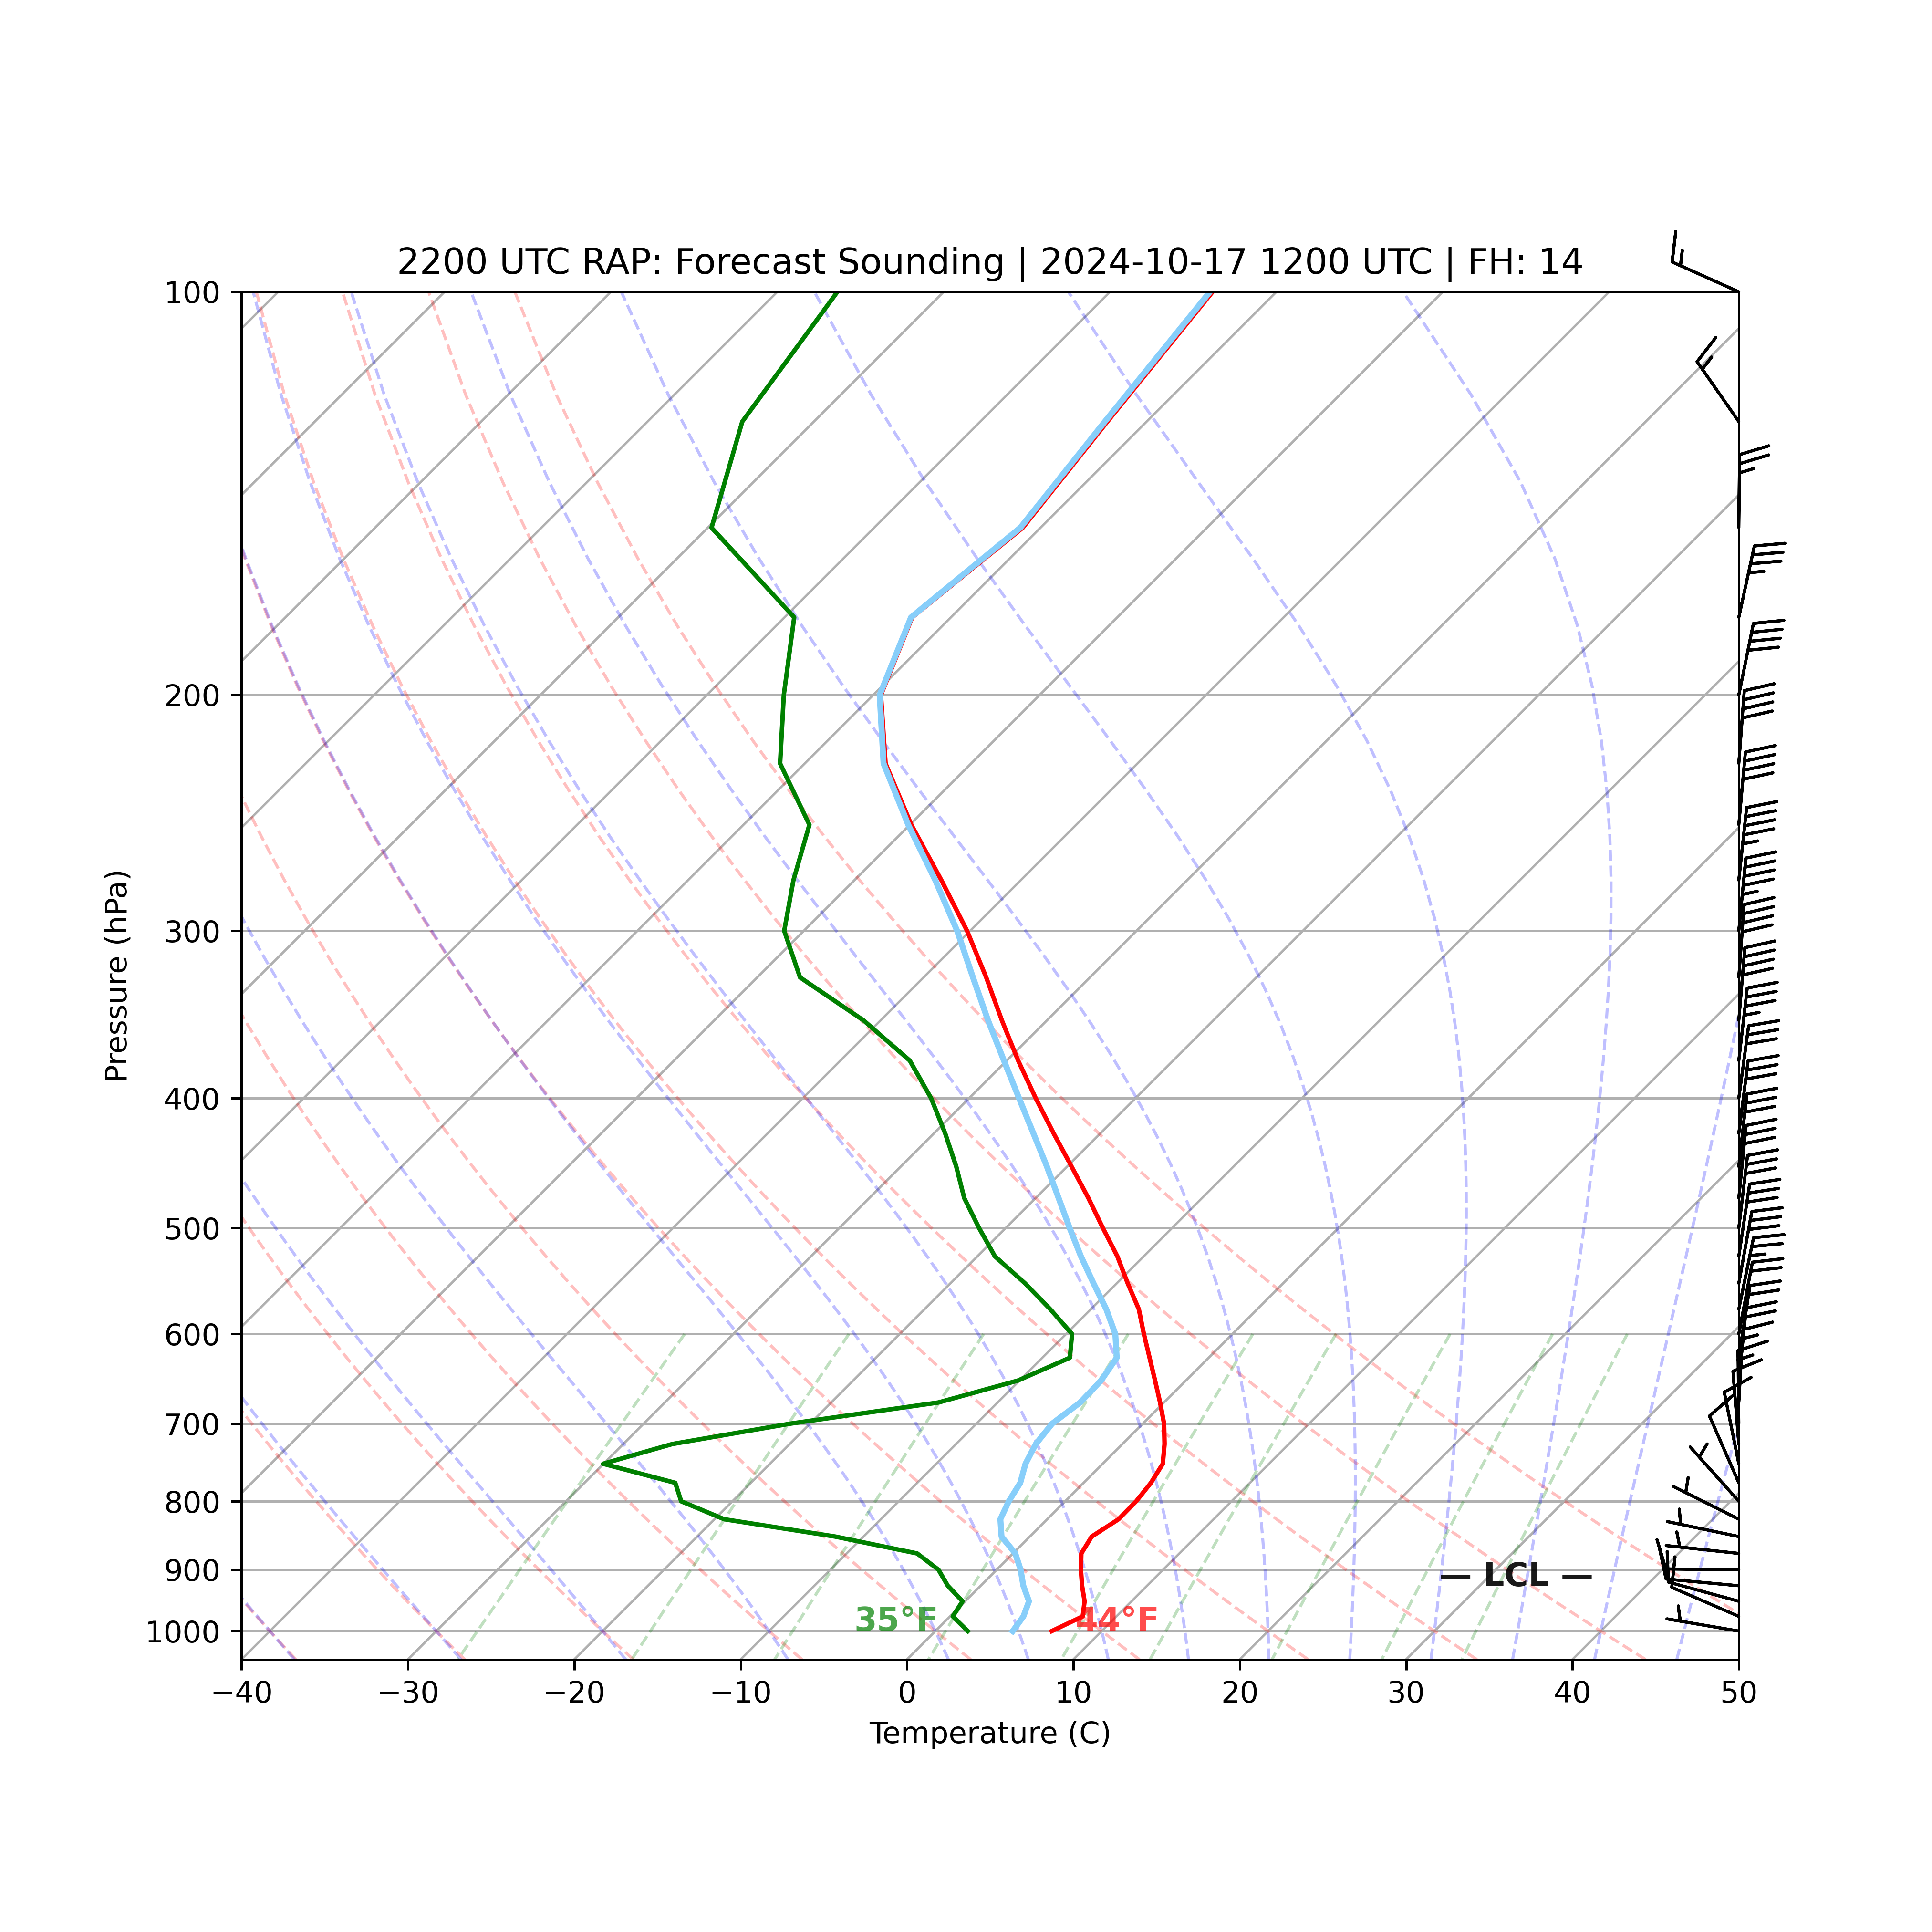 2200 UTC RAP: Forecast Sounding | 2024-10-17 1200 UTC | FH: 14
100
200
300
400
500
600
700
800
900
1000
Pressure (hPa)
— LCL —
35°F
44°F
−40 −30 −20 −10 0 10 20 30 40 50
Temperature (C)